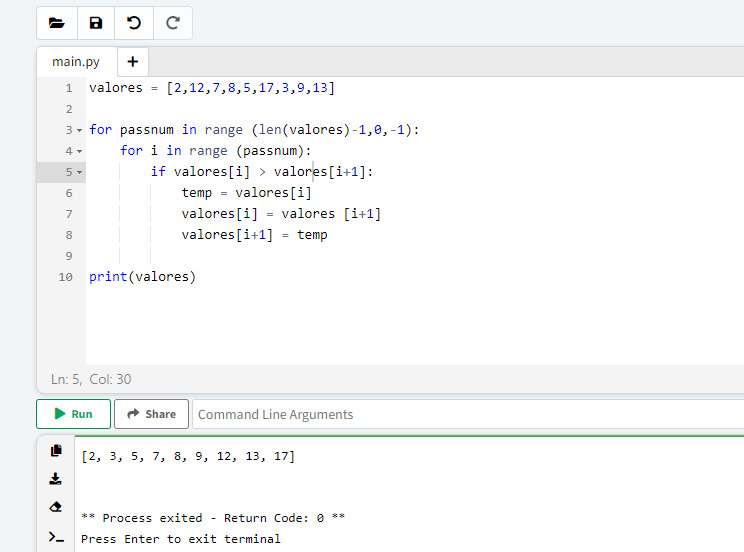 main.py +
1 valores = [2,12,7,8,5,17,3,9,13]
2
3 for passnum in range (len(valores)-1,0,-1):
4 for i in range (passnum):
5 if valores[i] > valores[i+1]:
6 temp = valores[i]
7 valores[i] = valores [i+1]
8 valores[i+1] = temp
9
10 print(valores)
Ln: 5, Col: 30
Run Share Command Line Arguments
[2, 3, 5, 7, 8, 9, 12, 13, 17]
** Process exited - Return Code: 0 **
Press Enter to exit terminal